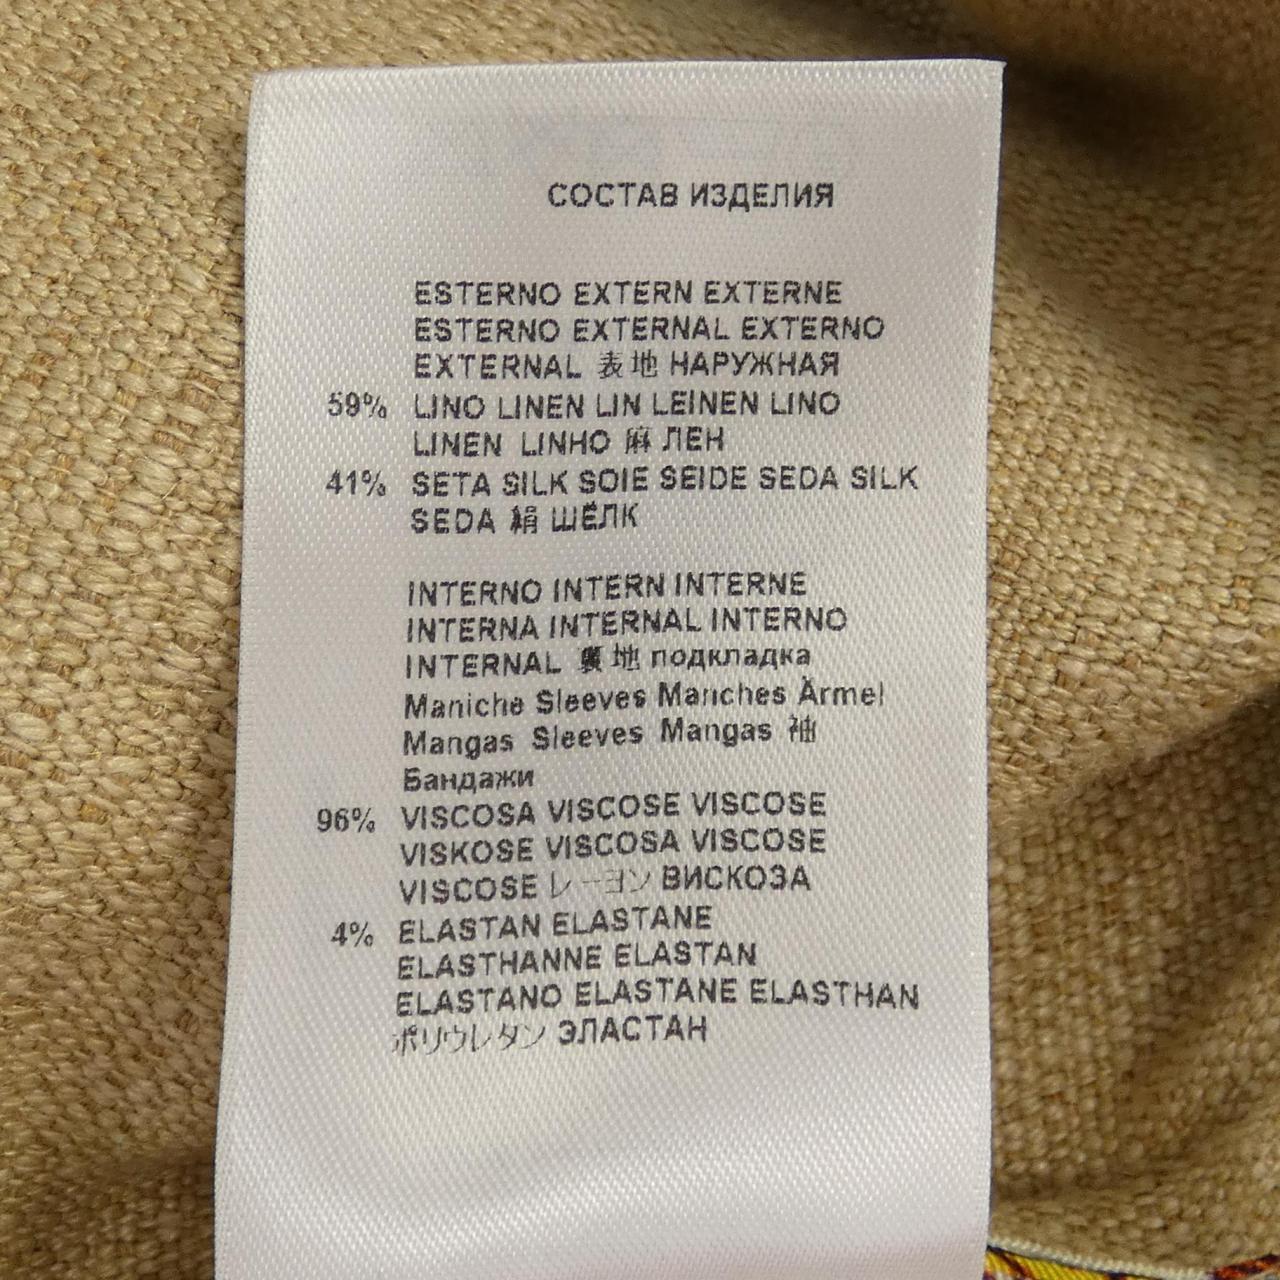 СОСТАВ ИЗДЕЛИЯ
ESTERNO EXTERN EXTERNE
ESTERNO EXTERNAL EXTERNO
EXTERNAL 表地 НАРУЖНАЯ
59% LINO LINEN LIN LEINEN LINO
LINEN LINHO 麻 ЛЕН
41% SETA SILK SOIE SEIDE SEDA SILK
SEDA 絹 ШЁЛК
INTERNO INTERN INTERNE
INTERNA INTERNAL INTERNO
INTERNAL 裏地 подкладка
Maniche Sleeves Manches Ärmel
Mangas Sleeves Mangas 袖
Бандажи
96% VISCOSA VISCOSE VISCOSE
VISKOSE VISCOSA VISCOSE
VISCOSE レーヨン ВИСКОЗА
4% ELASTAN ELASTANE
ELASTHANNE ELASTAN
ELASTANO ELASTANE ELASTHAN
ポリウレタン ЭЛАСТАН